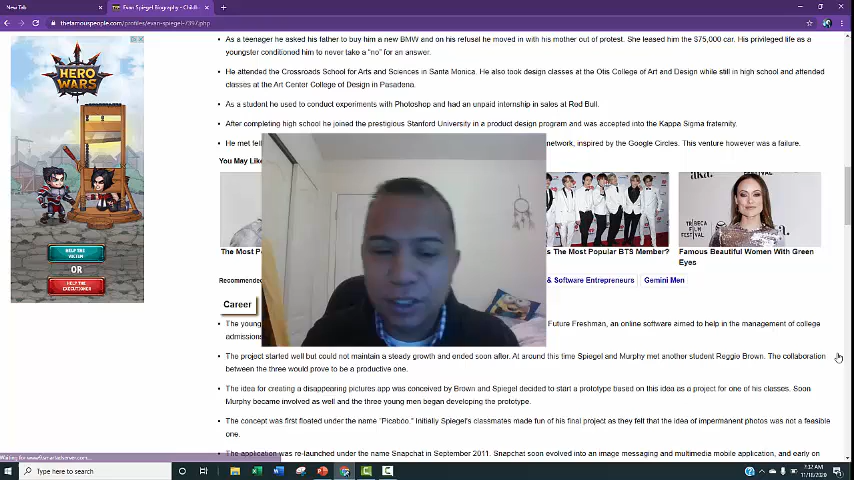 New Tab
Evan Spiegel Biography - Childh
thefamouspeople.com/profiles/evan-spiegel-7397.php
As a teenager he asked his father to buy him a new BMW and on his refusal he moved in with his mother out of protest. She leased him the $75,000 car. His privileged life as a
youngster conditioned him to never take a “no” for an answer.
He attended the Crossroads School for Arts and Sciences in Santa Monica. He also took design classes at the Otis College of Art and Design while still in high school and attended
classes at the Art Center College of Design in Pasadena.
As a student he used to conduct experiments with Photoshop and had an unpaid internship in sales at Red Bull.
After completing high school he joined the prestigious Stanford University in a product design program and was accepted into the Kappa Sigma fraternity.
He met fel network, inspired by the Google Circles. This venture however was a failure.
You May Like
The Most P s The Most Popular BTS Member? Famous Beautiful Women With Green
Eyes
Recommende & Software Entrepreneurs Gemini Men
Career
The young Future Freshman, an online software aimed to help in the management of college
admissions
The project started well but could not maintain a steady growth and ended soon after. At around this time Spiegel and Murphy met another student Reggie Brown. The collaboration
between the three would prove to be a productive one.
The idea for creating a disappearing pictures app was conceived by Brown and Spiegel decided to start a prototype based on this idea as a project for one of his classes. Soon
Murphy became involved as well and the three young men began developing the prototype.
The concept was first floated under the name “Picaboo.” Initially Spiegel's classmates made fun of his final project as they felt that the idea of impermanent photos was not a feasible
one.
The application was re-launched under the name Snapchat in September 2011. Snapchat soon evolved into an image messaging and multimedia mobile application, and early on
HERO
WARS
HELP THE
VICTIM
OR
HELP THE
EXECUTIONER
aka.
TRIBECA
FILM
FESTIVAL
Type here to search
7:32 AM
11/18/2020